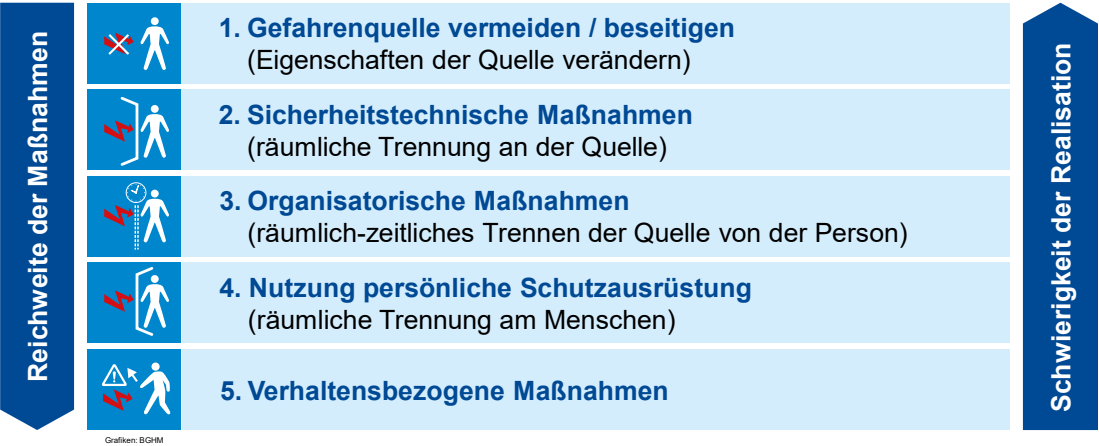 Reichweite der Maßnahmen
1. Gefahrenquelle vermeiden / beseitigen
(Eigenschaften der Quelle verändern)
2. Sicherheitstechnische Maßnahmen
(räumliche Trennung an der Quelle)
3. Organisatorische Maßnahmen
(räumlich-zeitliches Trennen der Quelle von der Person)
4. Nutzung persönliche Schutzausrüstung
(räumliche Trennung am Menschen)
5. Verhaltensbezogene Maßnahmen
Schwierigkeit der Realisation
Grafiken: BGHM